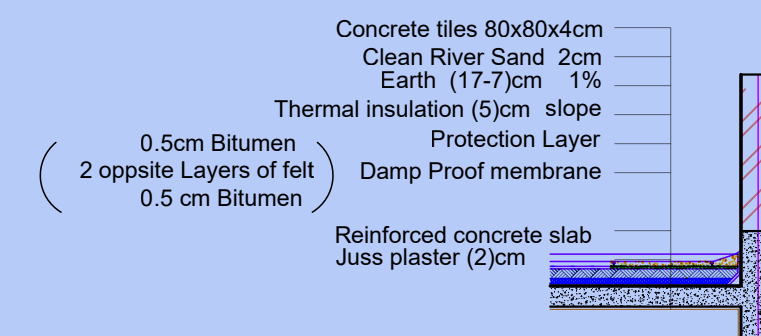 Concrete tiles 80x80x4cm
Clean River Sand 2cm
Earth (17-7)cm 1%
Thermal insulation (5)cm slope
Protection Layer
Damp Proof membrane
0.5cm Bitumen
2 oppsite Layers of felt
0.5 cm Bitumen
Reinforced concrete slab
Juss plaster (2)cm